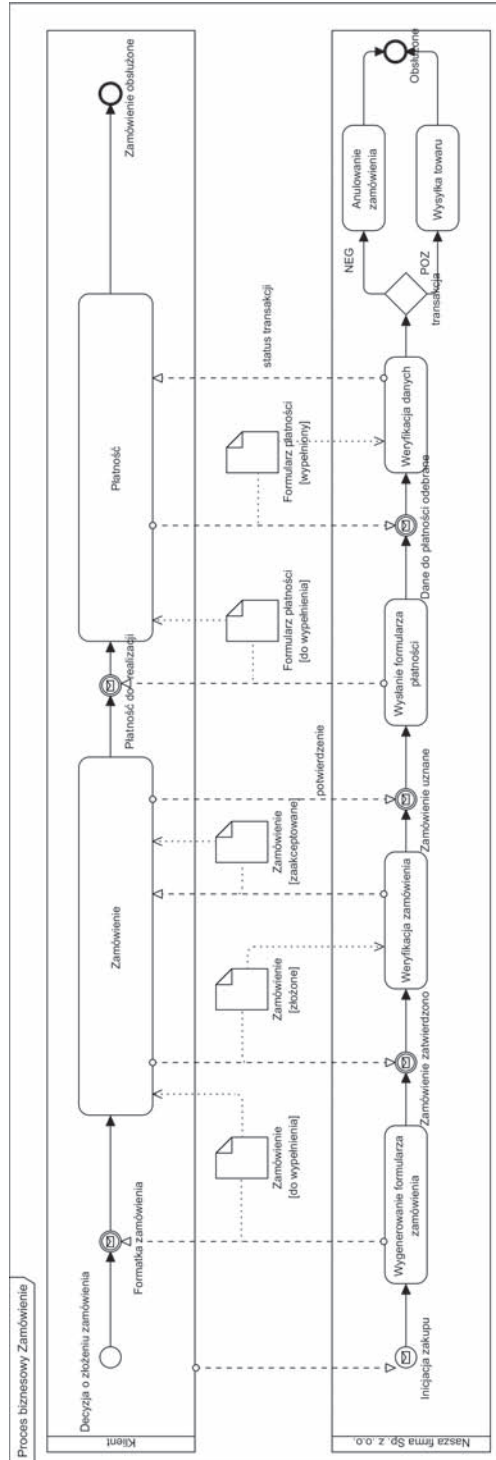 Proces biznesowy Zamówienie
Klient
Decyzja o złożeniu zamówienia
Formatka zamówienia
Zamówienie
Płatność do realizacji
Płatność
Zamówienie obsłużone
Zamówienie
[do wypełnienia]
Zamówienie
[złożone]
Zamówienie
[zaakceptowane]
potwierdzenie
Formularz płatności
[do wypełnienia]
Formularz płatności
[wypełniony]
status transakcji
Nasza firma Sp. z .o.o.
Inicjacja zakupu
Wygenerowanie formularza
zamówienia
Zamówienie zatwierdzono
Weryfikacja zamówienia
Zamówienie uznane
Wysłanie formularza
płatności
Dane do płatności odebrane
Weryfikacja danych
transakcja
NEG
POZ
Anulowanie
zamówienia
Wysyłka towaru
Obsłużone